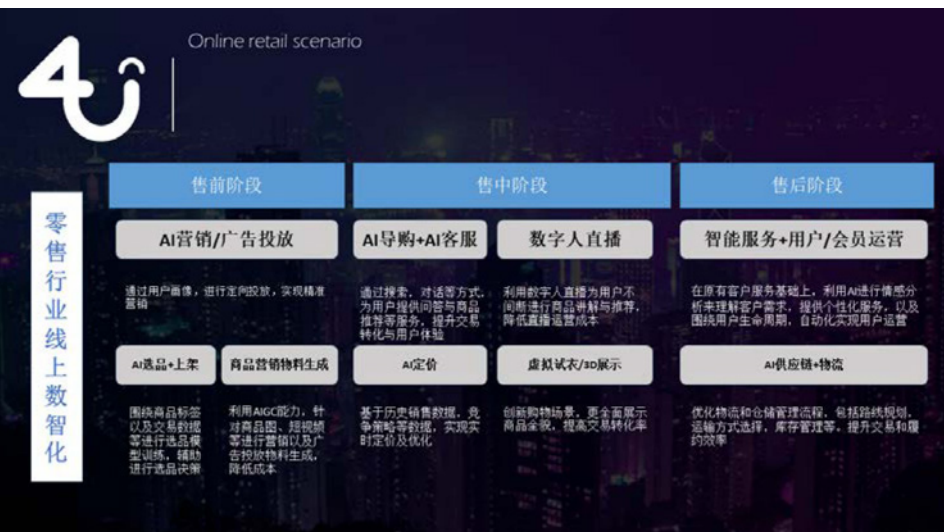 4U
Online retail scenario
零售行业线上数智化
售前阶段
售中阶段
售后阶段
AI营销/广告投放
AI导购+AI客服
数字人直播
智能服务+用户/会员运营
通过用户画像，进行定向投放，实现精准
营销
通过搜索、对话等方式，
为用户提供问答与商品
推荐等服务，提升交易
转化与用户体验
利用数字人直播为用户不
间断进行商品讲解与推荐，
降低直播运营成本
在原有客户服务基础上，利用AI进行情感分
析来理解客户需求，提供个性化服务，以及
围绕用户生命周期，自动化实现用户运营
AI选品+上架
商品营销物料生成
AI定价
虚拟试衣/3D展示
AI供应链+物流
围绕商品标签
以及交易数据
等进行选品模
型训练，辅助
进行选品决策
利用AIGC能力，针
对商品图、短视频
等进行营销以及广
告投放物料生成，
降低成本
基于历史销售数据、竞
争策略等数据，实现实
时定价及优化
创新购物场景，更全面展示
商品全貌，提高交易转化率
优化物流和仓储管理流程，包括路线规划，
运输方式选择，库存管理等，提升交易和履
约效率